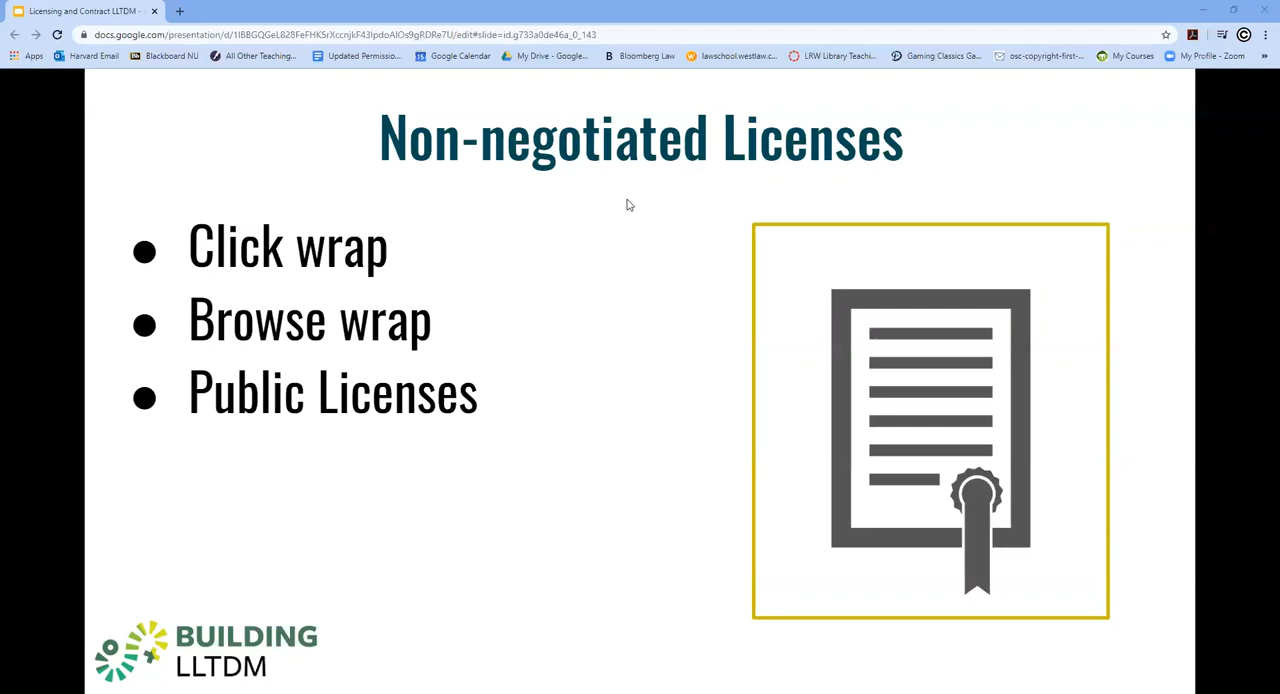 Licensing and Contract LLTDM -
docs.google.com/presentation/d/1IBBGQGeL828FeFHK5rXccnjkF43lpdoAlOs9gRDRe7U/edit#slide=id.g733a0de46a_0_143
Apps Harvard Email Blackboard NU All Other Teaching... Updated Permissio... Google Calendar My Drive - Google... Bloomberg Law lawschool.westlaw.c... LRW Library Teachi... Gaming Classics Ga... osc-copyright-first-... My Courses My Profile - Zoom »
Non-negotiated Licenses
● Click wrap
● Browse wrap
● Public Licenses
BUILDING
LLTDM